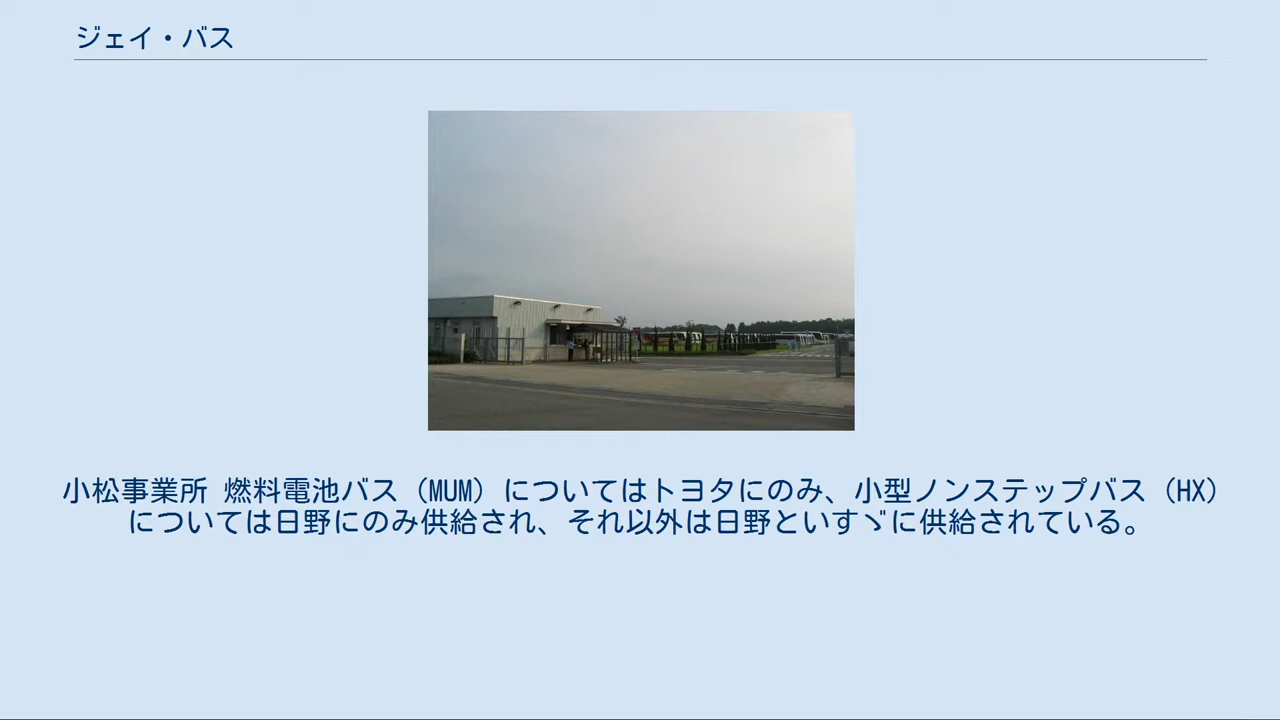 ジェイ・バス
小松事業所 燃料電池バス（MUM）についてはトヨタにのみ、小型ノンステップバス（HX）
については日野にのみ供給され、それ以外は日野といすゞに供給されている。